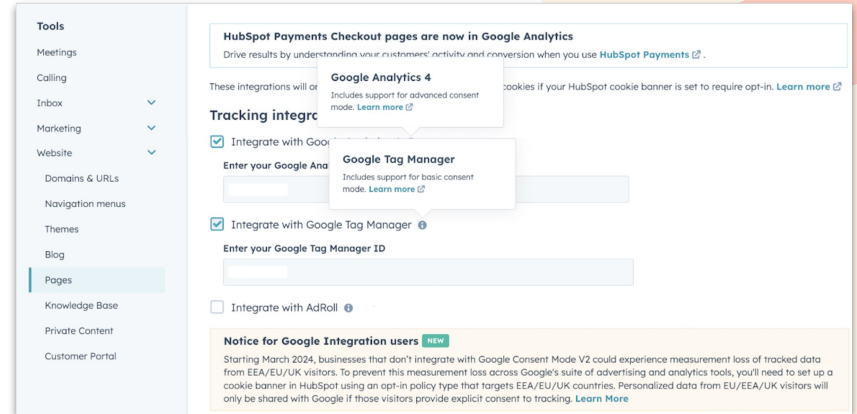 Tools
Meetings
Calling
Inbox
Marketing
Website
Domains & URLs
Navigation menus
Themes
Blog
Pages
Knowledge Base
Private Content
Customer Portal
HubSpot Payments Checkout pages are now in Google Analytics
Drive results by understanding your customers' activity and conversion when you use HubSpot Payments.
These integrations will cookies if your HubSpot cookie banner is set to require opt-in. Learn more
Google Analytics 4
Includes support for advanced consent
mode. Learn more
Tracking
Integrate with
Google Tag Manager
Includes support for basic consent
mode. Learn more
Enter your Google
Integrate with Google Tag Manager
Enter your Google Tag Manager ID
Integrate with AdRoll
Notice for Google Integration users NEW
Starting March 2024, businesses that don't integrate with Google Consent Mode V2 could experience measurement loss of tracked data
from EEA/EU/UK visitors. To prevent this measurement loss across Google's suite of advertising and analytics tools, you'll need to set up a
cookie banner in HubSpot using an opt-in policy type that targets EEA/EU/UK countries. Personalized data from EU/EEA/UK visitors will
only be shared with Google if those visitors provide explicit consent to tracking. Learn More